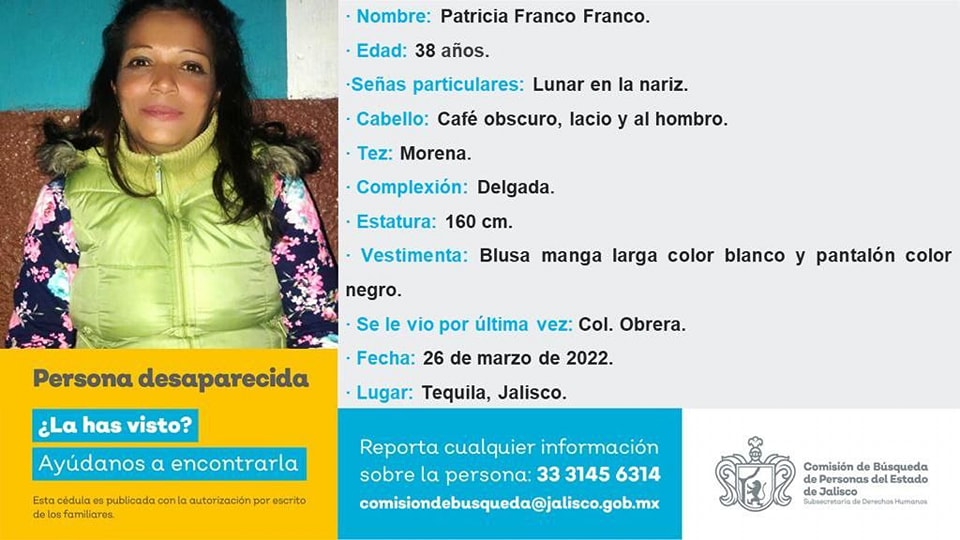 · Nombre: Patricia Franco Franco.
· Edad: 38 años.
·Señas particulares: Lunar en la nariz.
· Cabello: Café obscuro, lacio y al hombro.
· Tez: Morena.
· Complexión: Delgada.
· Estatura: 160 cm.
· Vestimenta: Blusa manga larga color blanco y pantalón color
negro.
· Se le vio por última vez: Col. Obrera.
· Fecha: 26 de marzo de 2022.
· Lugar: Tequila, Jalisco.
Persona desaparecida
¿La has visto?
Ayúdanos a encontrarla
Esta cédula es publicada con la autorización por escrito
de los familiares.
Reporta cualquier información
sobre la persona: 33 3145 6314
comisiondebusqueda@jalisco.gob.mx
Comisión de Búsqueda
de Personas del Estado
de Jalisco
Subsecretaría de Derechos Humanos